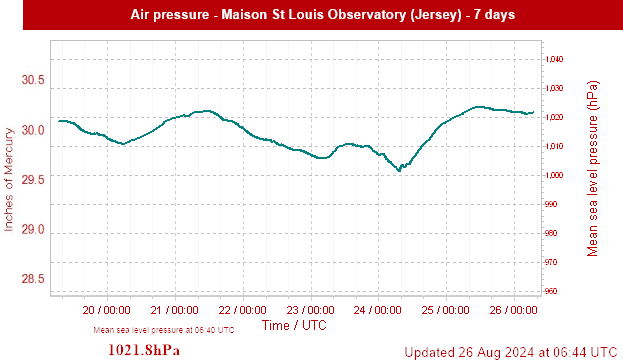 Air pressure - Maison St Louis Observatory (Jersey) - 7 days
Inches of Mercury
30.5
30.0
29.5
29.0
28.5
1,040
1,030
1,020
1,010
1,000
990
980
970
960
Mean sea level pressure (hPa)
20 / 00:00 21 / 00:00 22 / 00:00 23 / 00:00 24 / 00:00 25 / 00:00 26 / 00:00
Time / UTC
Mean sea level pressure at 06:40 UTC
1021.8hPa
Updated 26 Aug 2024 at 06:44 UTC